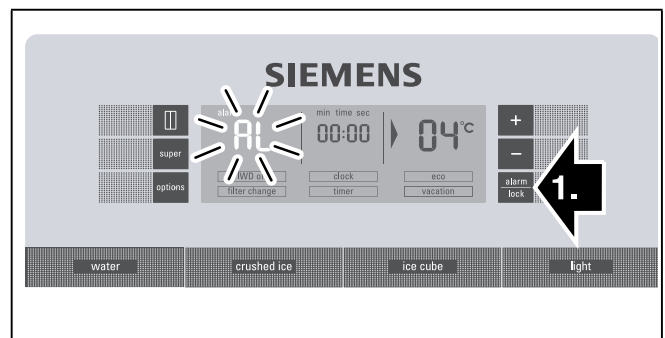 SIEMENS
alarm min time sec
AL 00:00 04°C
super
options
+
−
alarm
lock
1.
clock eco
filter change timer vacation
water crushed ice ice cube light